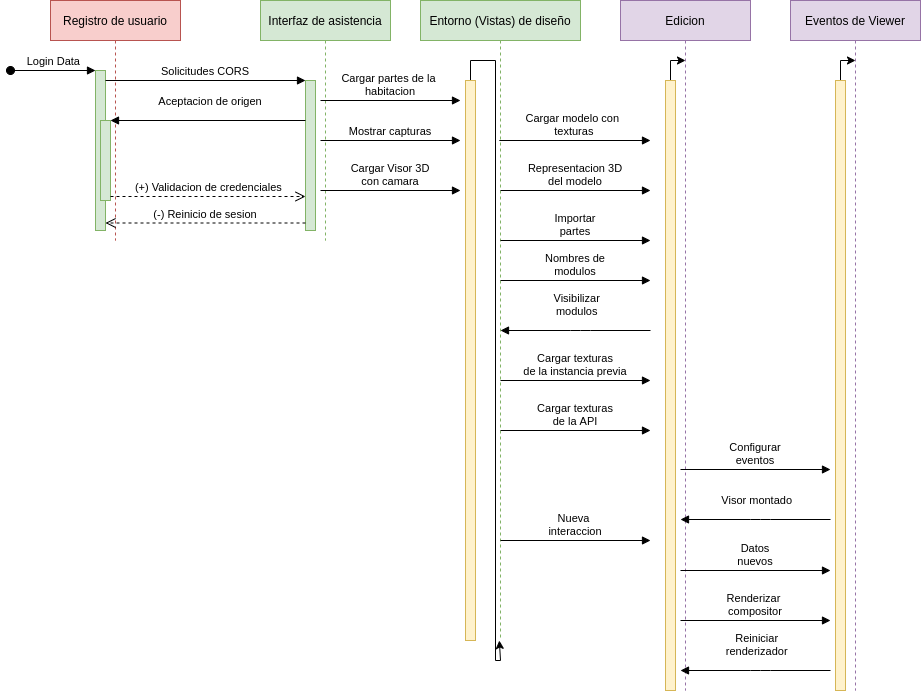 Registro de usuario
Interfaz de asistencia
Entorno (Vistas) de diseño
Edicion
Eventos de Viewer
Login Data
Solicitudes CORS
Aceptacion de origen
(+) Validacion de credenciales
(-) Reinicio de sesion
Cargar partes de la
habitacion
Mostrar capturas
Cargar Visor 3D
con camara
Cargar modelo con
texturas
Representacion 3D
del modelo
Importar
partes
Nombres de
modulos
Visibilizar
modulos
Cargar texturas
de la instancia previa
Cargar texturas
de la API
Nueva
interaccion
Configurar
eventos
Visor montado
Datos
nuevos
Renderizar
compositor
Reiniciar
renderizador